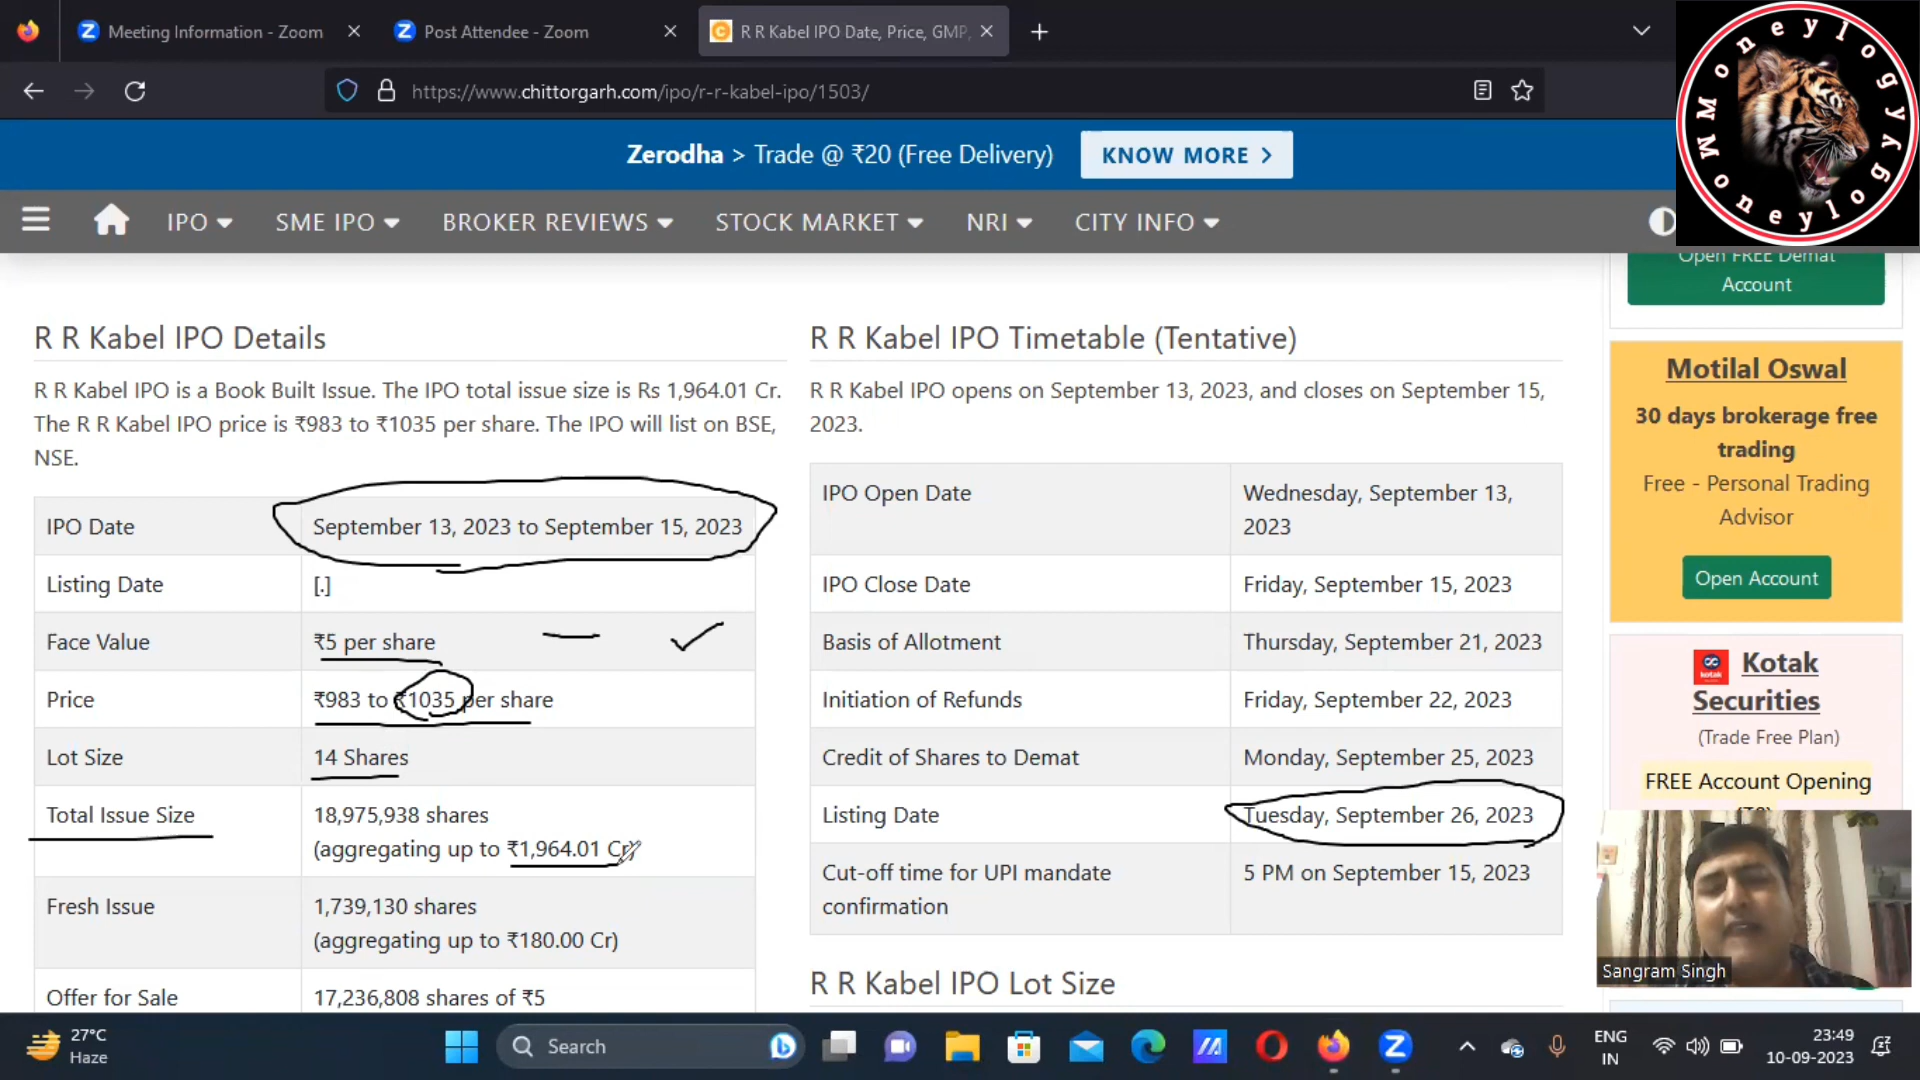 Meeting Information - Zoom
Post Attendee - Zoom
R R Kabel IPO Date, Price, GMP,
https://www.chittorgarh.com/ipo/r-r-kabel-ipo/1503/
MMoneylogyyy
Moneylogy
Zerodha > Trade @ ₹20 (Free Delivery)
KNOW MORE >
IPO
SME IPO
BROKER REVIEWS
STOCK MARKET
NRI
CITY INFO
Open FREE Demat
Account
R R Kabel IPO Details
R R Kabel IPO is a Book Built Issue. The IPO total issue size is Rs 1,964.01 Cr.
The R R Kabel IPO price is ₹983 to ₹1035 per share. The IPO will list on BSE,
NSE.
IPO Date September 13, 2023 to September 15, 2023
Listing Date [.]
Face Value ₹5 per share
Price ₹983 to ₹1035 per share
Lot Size 14 Shares
Total Issue Size 18,975,938 shares
(aggregating up to ₹1,964.01 Cr)
Fresh Issue 1,739,130 shares
(aggregating up to ₹180.00 Cr)
Offer for Sale 17,236,808 shares of ₹5
R R Kabel IPO Timetable (Tentative)
R R Kabel IPO opens on September 13, 2023, and closes on September 15,
2023.
IPO Open Date Wednesday, September 13,
2023
IPO Close Date Friday, September 15, 2023
Basis of Allotment Thursday, September 21, 2023
Initiation of Refunds Friday, September 22, 2023
Credit of Shares to Demat Monday, September 25, 2023
Listing Date Tuesday, September 26, 2023
Cut-off time for UPI mandate 5 PM on September 15, 2023
confirmation
R R Kabel IPO Lot Size
Motilal Oswal
30 days brokerage free
trading
Free - Personal Trading
Advisor
Open Account
kotak
Kotak
Securities
(Trade Free Plan)
FREE Account Opening
Sangram Singh
27°C
Haze
Search
ENG
IN
23:49
10-09-2023